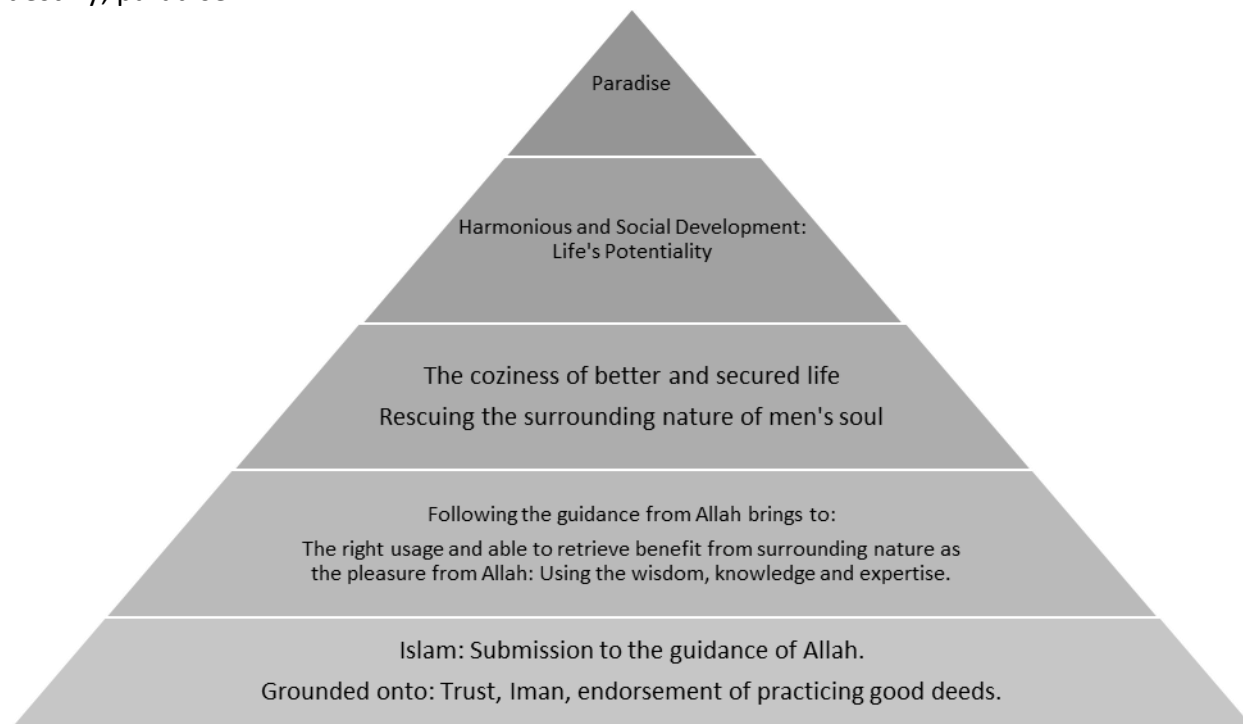 Paradise
Harmonious and Social Development:
Life's Potentiality
The coziness of better and secured life
Rescuing the surrounding nature of men's soul
Following the guidance from Allah brings to:
The right usage and able to retrieve benefit from surrounding nature as
the pleasure from Allah: Using the wisdom, knowledge and expertise.
Islam: Submission to the guidance of Allah.
Grounded onto: Trust, Iman, endorsement of practicing good deeds.